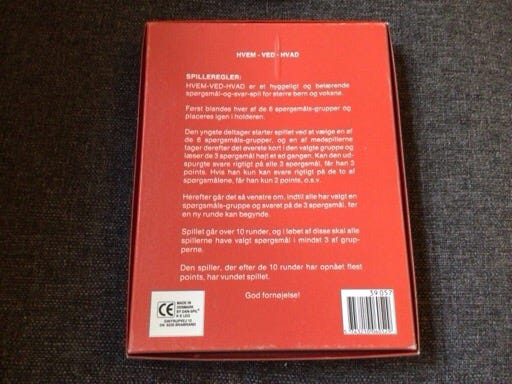 HVEM - VED - HVAD
SPILLEREGLER:
HVEM-VED-HVAD er et hyggeligt og belærende
spørgsmål-og-svar-spil for større børn og voksne.
Først blandes hver af de 6 spørgsmåls-grupper og
placeres igen i holderen.
Den yngste deltager starter spillet ved at vælge en af
de 6 spørgsmåls-grupper, og en af medspillerne
tager derefter det øverste kort i den valgte gruppe og
læser de 3 spørgsmål højt et ad gangen. Kan den ud-
spurgte svare rigtigt på alle 3 spørgsmål, får han 3
points. Hvis han kun kan svare rigtigt på de to af
spørgsmålene, får han kun 2 points, o.s.v.
Herefter går det så venstre om, indtil alle har valgt en
spørgsmåls-gruppe og svaret på de 3 spørgsmål, før
en ny runde kan begynde.
Spillet går over 10 runder, og i løbet af disse skal alle
spillerne have valgt spørgsmål i mindst 3 af grup-
perne.
Den spiller, der efter de 10 runder har opnået flest
points, har vundet spillet.
God fornøjelse!
CE
MADE IN
DENMARK
BY DAN-SPIL
39 057